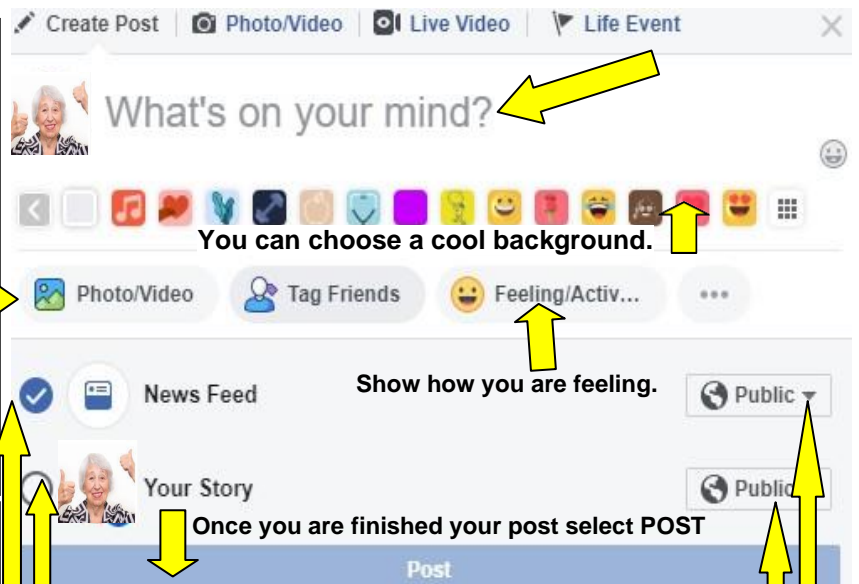 Create Post Photo/Video Live Video Life Event
What's on your mind?
You can choose a cool background.
Photo/Video Tag Friends Feeling/Activ...
Show how you are feeling.
News Feed Public
Your Story Public
Once you are finished your post select POST
Post